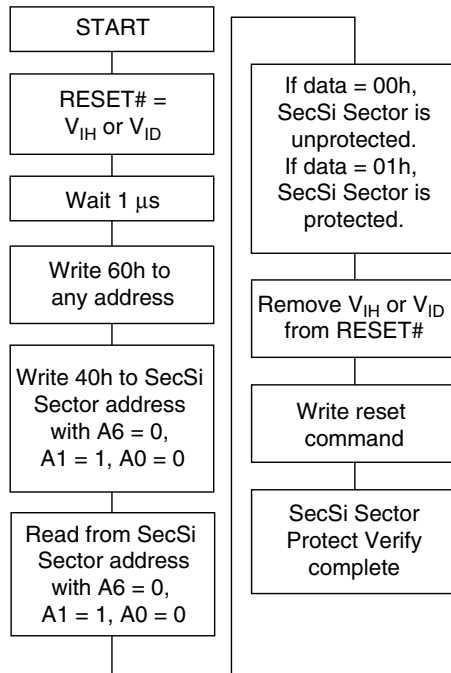 START
RESET# =
V_IH or V_ID
Wait 1 μs
Write 60h to
any address
Write 40h to SecSi
Sector address
with A6 = 0,
A1 = 1, A0 = 0
Read from SecSi
Sector address
with A6 = 0,
A1 = 1, A0 = 0
If data = 00h,
SecSi Sector is
unprotected.
If data = 01h,
SecSi Sector is
protected.
Remove V_IH or V_ID
from RESET#
Write reset
command
SecSi Sector
Protect Verify
complete